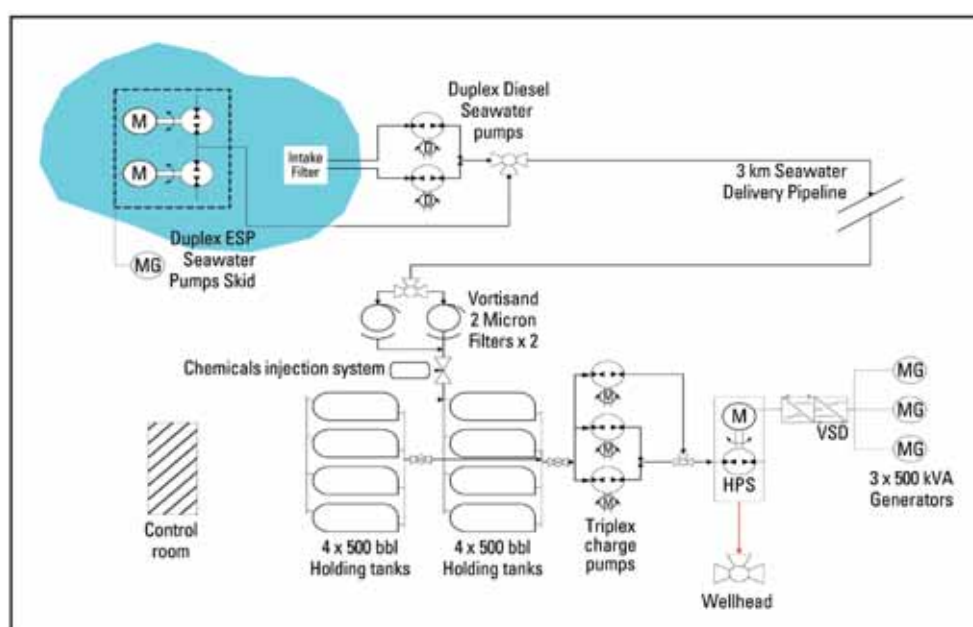 Duplex Diesel
Seawater
pumps
M
M
Intake
Filter
D
D
3 km Seawater
Delivery Pipeline
Duplex ESP
Seawater
Pumps Skid
MG
Vortisand
2 Micron
Filters x 2
Chemicals injection system
M
M
M
M
HPS
VSD
MG
MG
MG
3 x 500 kVA
Generators
Control
room
4 x 500 bbl
Holding tanks
4 x 500 bbl
Holding tanks
Triplex
charge
pumps
Wellhead